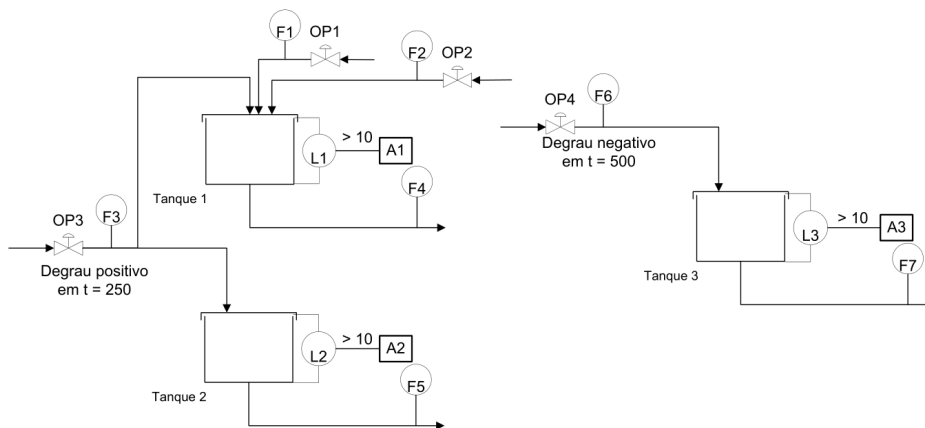 F1
OP1
F2
OP2
> 10
L1
A1
Tanque 1
F4
F3
OP3
Degrau positivo
em t = 250
> 10
L2
A2
Tanque 2
F5
F6
OP4
Degrau negativo
em t = 500
> 10
L3
A3
Tanque 3
F7